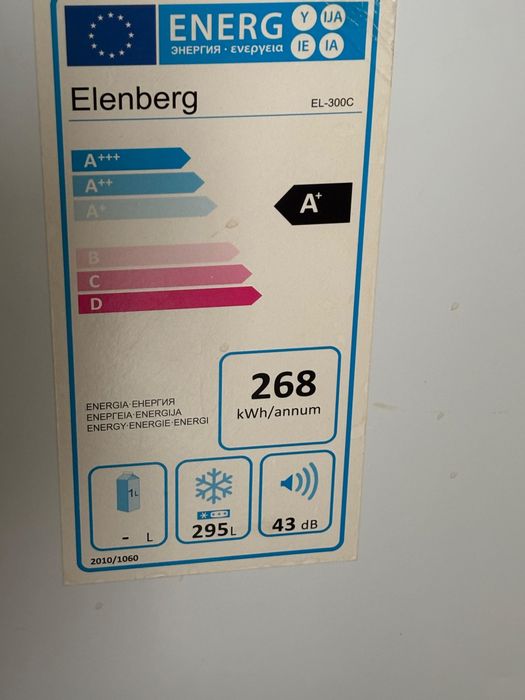 ENERG Y IJA
ЭНЕРГИЯ · ενεργεια IE IA
Elenberg EL-300C
A+++
A++
A+
A+
B
C
D
268
kWh/annum
ENERGIA·ЕНЕРГИЯ
ΕΝΕΡΓΕΙΑ·ENERGIJA
ENERGY·ENERGIE·ENERGI
1L
- L
295L
43 dB
2010/1060